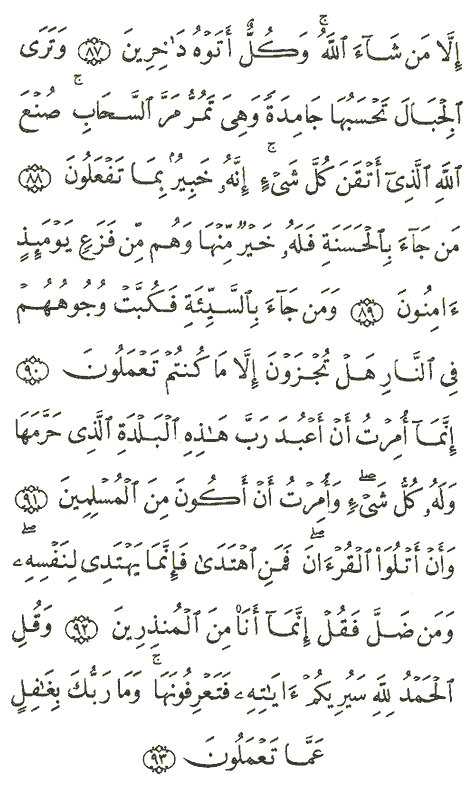 إِلَّا مَن شَآءَ ٱللَّهُ ۚ وَكُلٌّ أَتَوۡهُ دَٰخِرِينَ ٨٧ وَتَرَى
ٱلۡجِبَالَ تَحۡسَبُهَا جَامِدَةٗ وَهِيَ تَمُرُّ مَرَّ ٱلسَّحَابِ ۚ صُنۡعَ
ٱللَّهِ ٱلَّذِيٓ أَتۡقَنَ كُلَّ شَيۡءٍ ۚ إِنَّهُۥ خَبِيرُۢ بِمَا تَفۡعَلُونَ ٨٨
مَن جَآءَ بِٱلۡحَسَنَةِ فَلَهُۥ خَيۡرٞ مِّنۡهَا وَهُم مِّن فَزَعٖ يَوۡمَئِذٍ
ءَامِنُونَ ٨٩ وَمَن جَآءَ بِٱلسَّيِّئَةِ فَكُبَّتۡ وُجُوهُهُمۡ
فِي ٱلنَّارِ هَلۡ تُجۡزَوۡنَ إِلَّا مَا كُنتُمۡ تَعۡمَلُونَ ٩٠
إِنَّمَآ أُمِرۡتُ أَنۡ أَعۡبُدَ رَبَّ هَٰذِهِ ٱلۡبَلۡدَةِ ٱلَّذِي حَرَّمَهَا
وَلَهُۥ كُلُّ شَيۡءٖ ۖ وَأُمِرۡتُ أَنۡ أَكُونَ مِنَ ٱلۡمُسۡلِمِينَ ٩١
وَأَنۡ أَتۡلُوَاْ ٱلۡقُرۡءَانَ ۖ فَمَنِ ٱهۡتَدَىٰ فَإِنَّمَا يَهۡتَدِي لِنَفۡسِهِۦ ۖ
وَمَن ضَلَّ فَقُلۡ إِنَّمَآ أَنَا۠ مِنَ ٱلۡمُنذِرِينَ ٩٢ وَقُلِ
ٱلۡحَمۡدُ لِلَّهِ سَيُرِيكُمۡ ءَايَٰتِهِۦ فَتَعۡرِفُونَهَا ۚ وَمَا رَبُّكَ بِغَٰفِلٍ
عَمَّا تَعۡمَلُونَ ٩٣